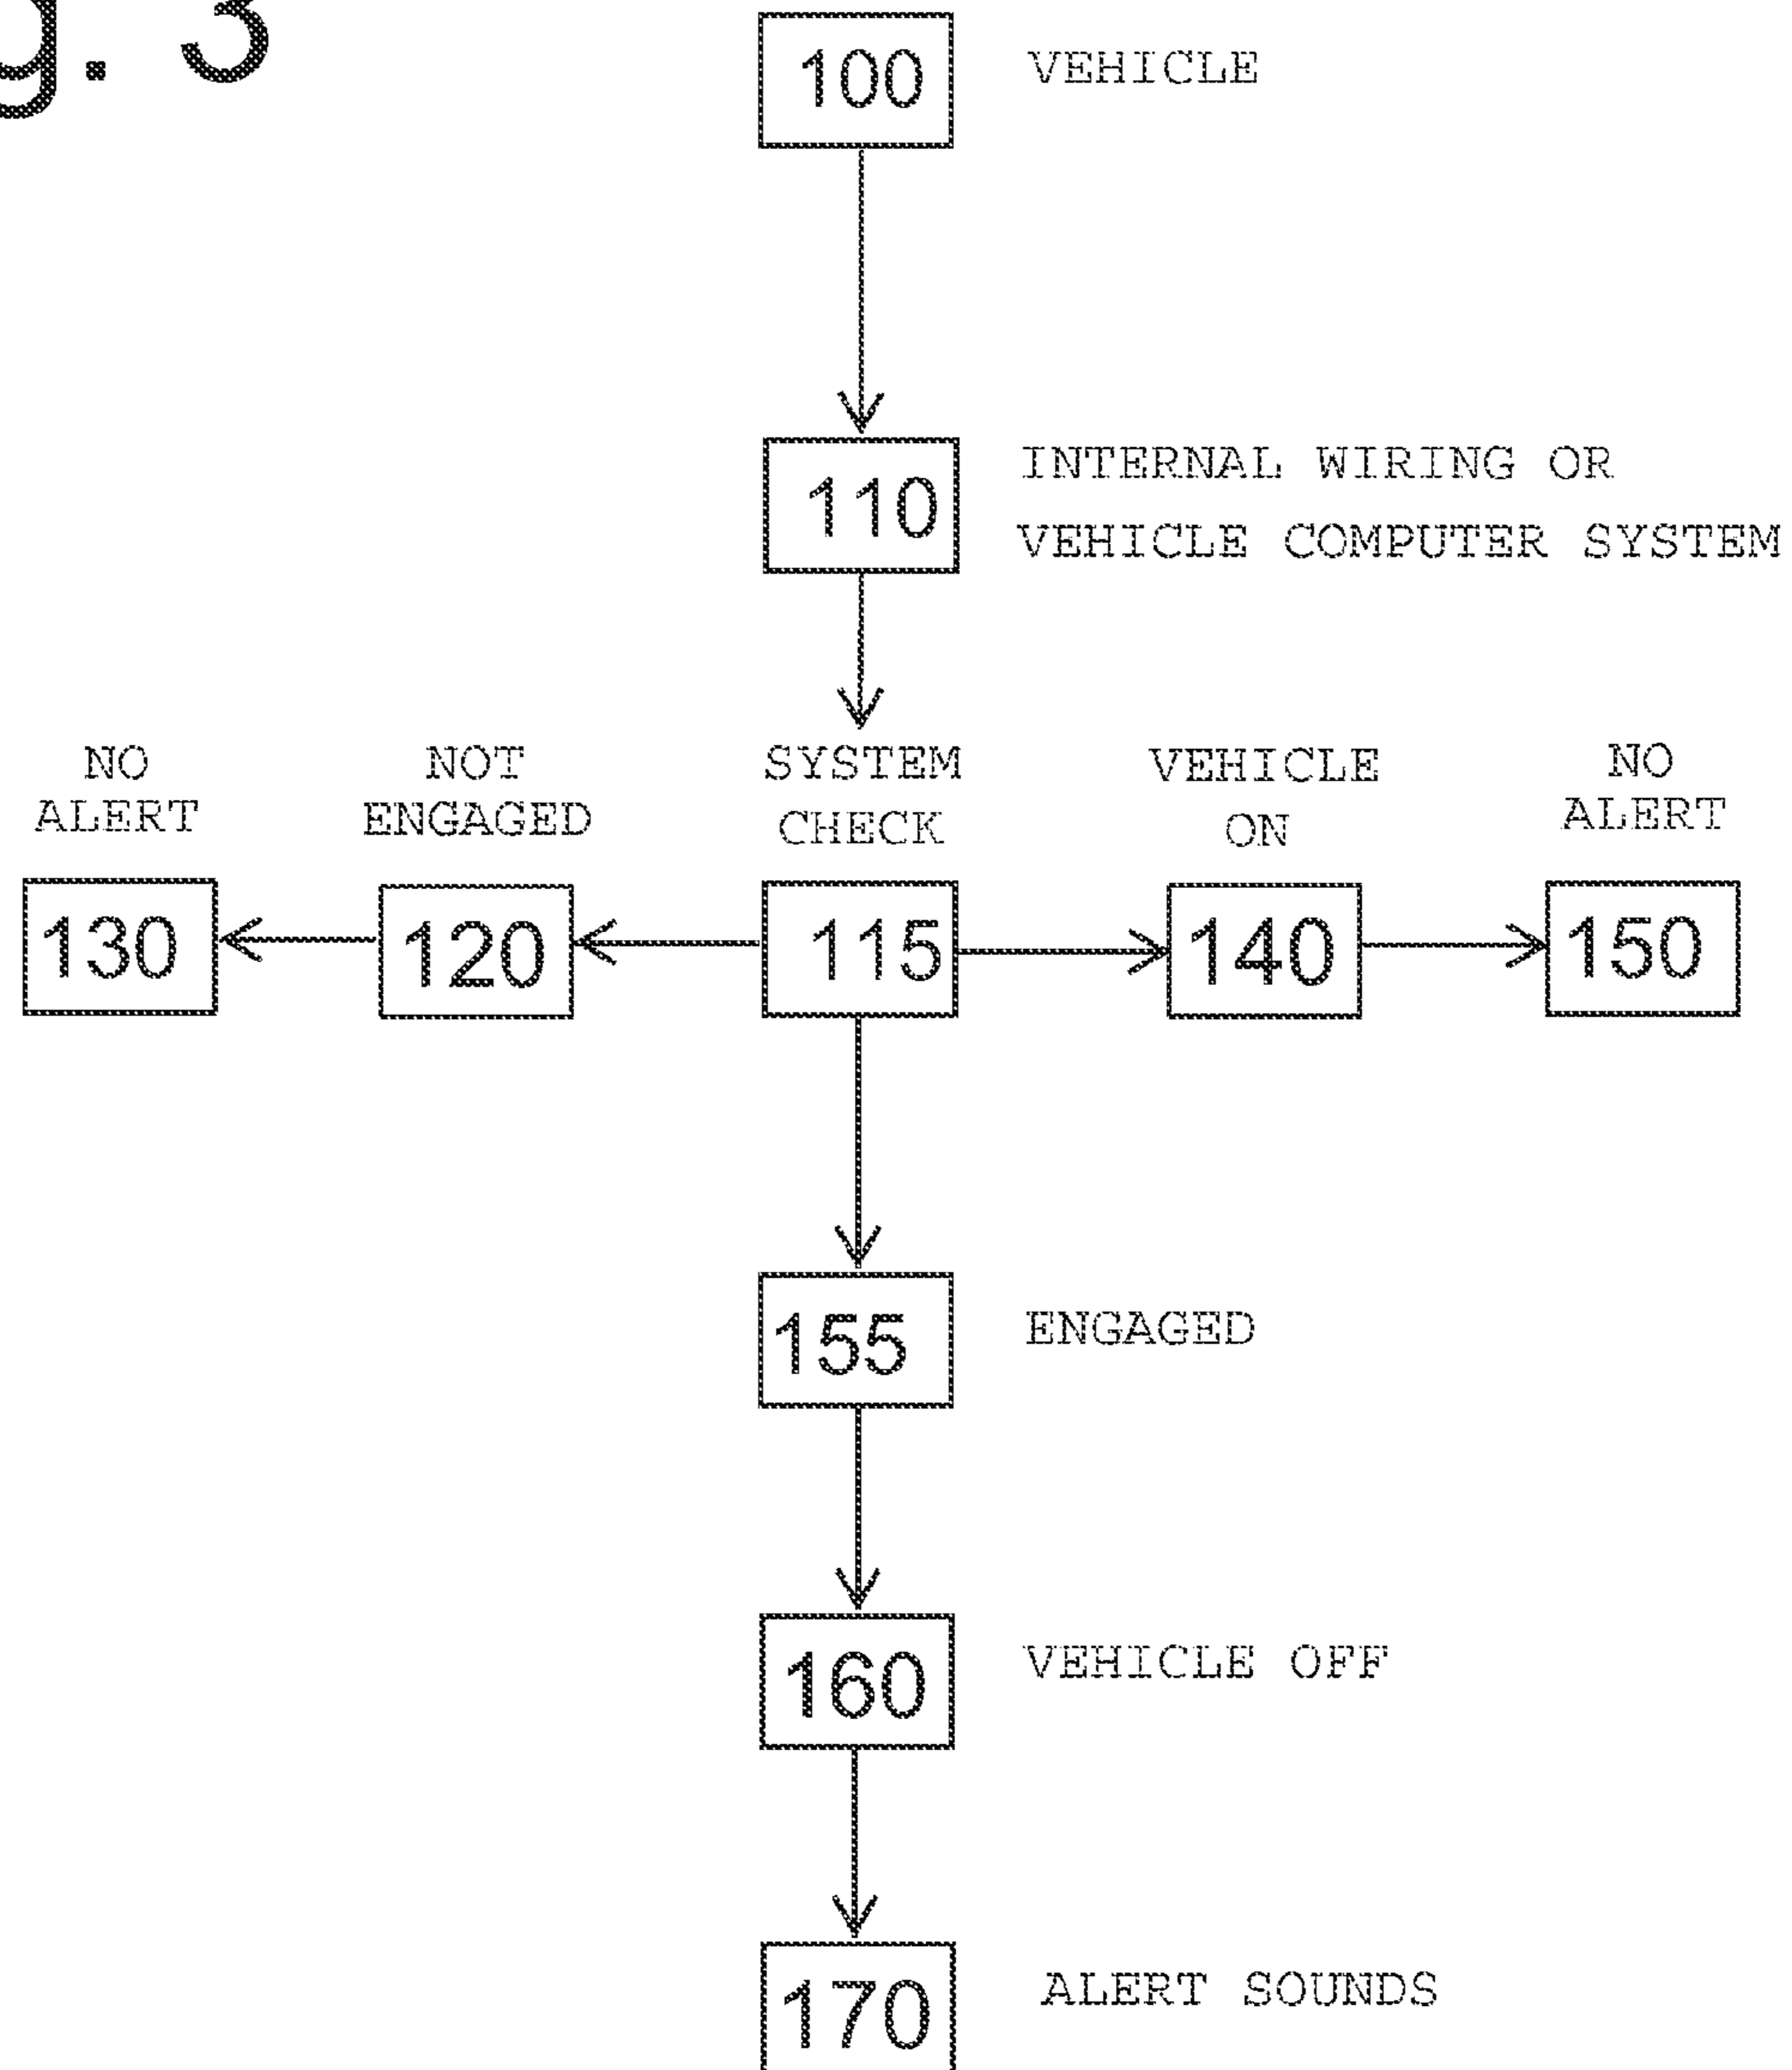 g. 3
100 VEHICLE
110 INTERNAL WIRING OR
VEHICLE COMPUTER SYSTEM
NO NOT SYSTEM VEHICLE NO
ALERT ENGAGED CHECK ON ALERT
130 120 115 140 150
155 ENGAGED
160 VEHICLE OFF
170 ALERT SOUNDS